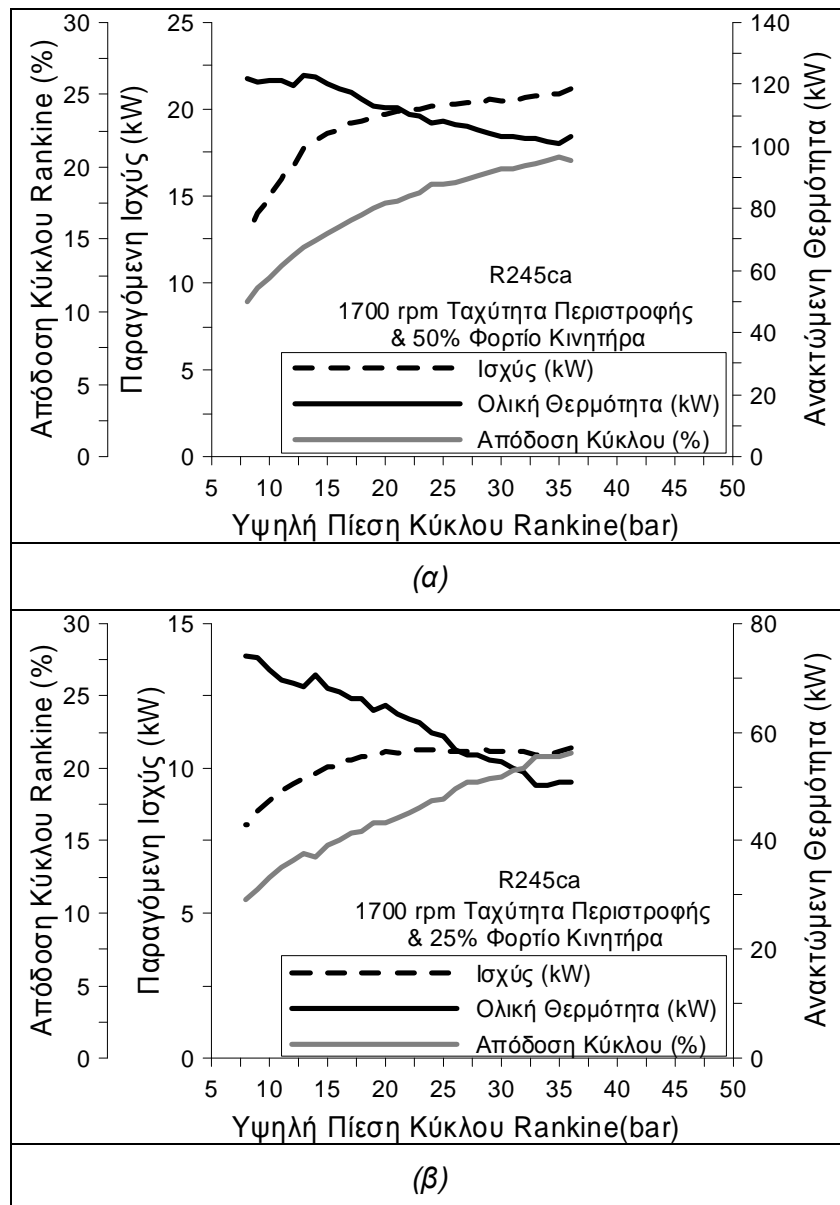 Απόδοση Κύκλου Rankine (%)
30
25
20
15
10
5
0
Παραγόμενη Ισχύς (kW)
25
20
15
10
5
0
140
120
100
80
60
40
20
0
Ανακτώμενη Θερμότητα (kW)
R245ca
1700 rpm Ταχύτητα Περιστροφής
& 50% Φορτίο Κινητήρα
Ισχύς (kW)
Ολική Θερμότητα (kW)
Απόδοση Κύκλου (%)
5 10 15 20 25 30 35 40 45 50
Υψηλή Πίεση Κύκλου Rankine(bar)
(α)
Απόδοση Κύκλου Rankine (%)
30
25
20
15
10
5
0
Παραγόμενη Ισχύς (kW)
15
10
5
0
80
60
40
20
0
Ανακτώμενη Θερμότητα (kW)
R245ca
1700 rpm Ταχύτητα Περιστροφής
& 25% Φορτίο Κινητήρα
Ισχύς (kW)
Ολική Θερμότητα (kW)
Απόδοση Κύκλου (%)
5 10 15 20 25 30 35 40 45 50
Υψηλή Πίεση Κύκλου Rankine(bar)
(β)